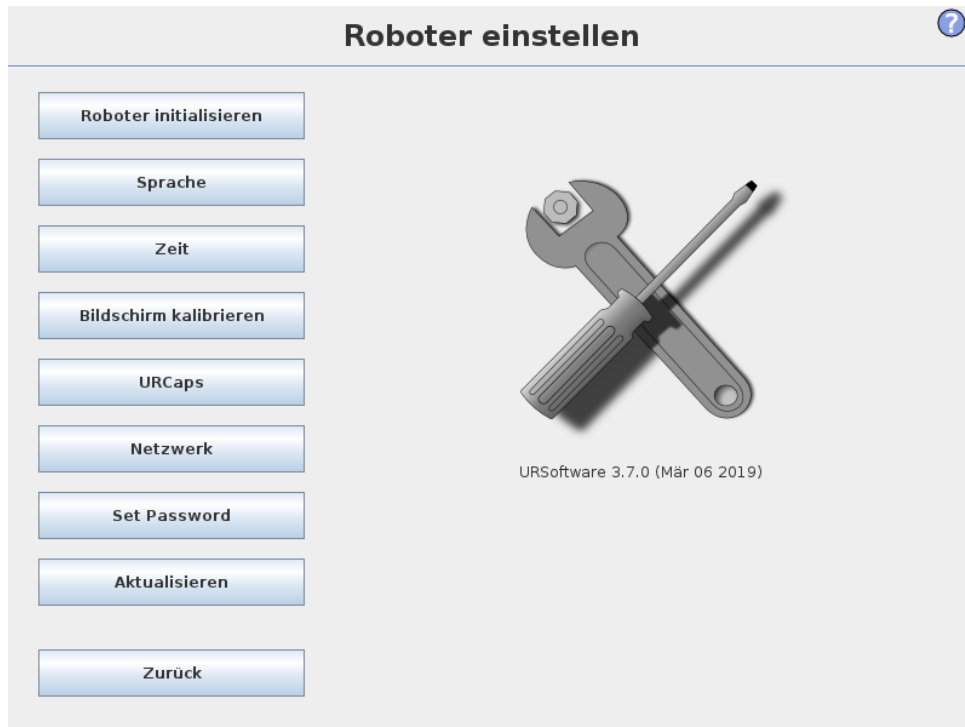 Roboter einstellen
?
Roboter initialisieren
Sprache
Zeit
Bildschirm kalibrieren
URCaps
Netzwerk
Set Password
Aktualisieren
Zurück
URSoftware 3.7.0 (Mär 06 2019)